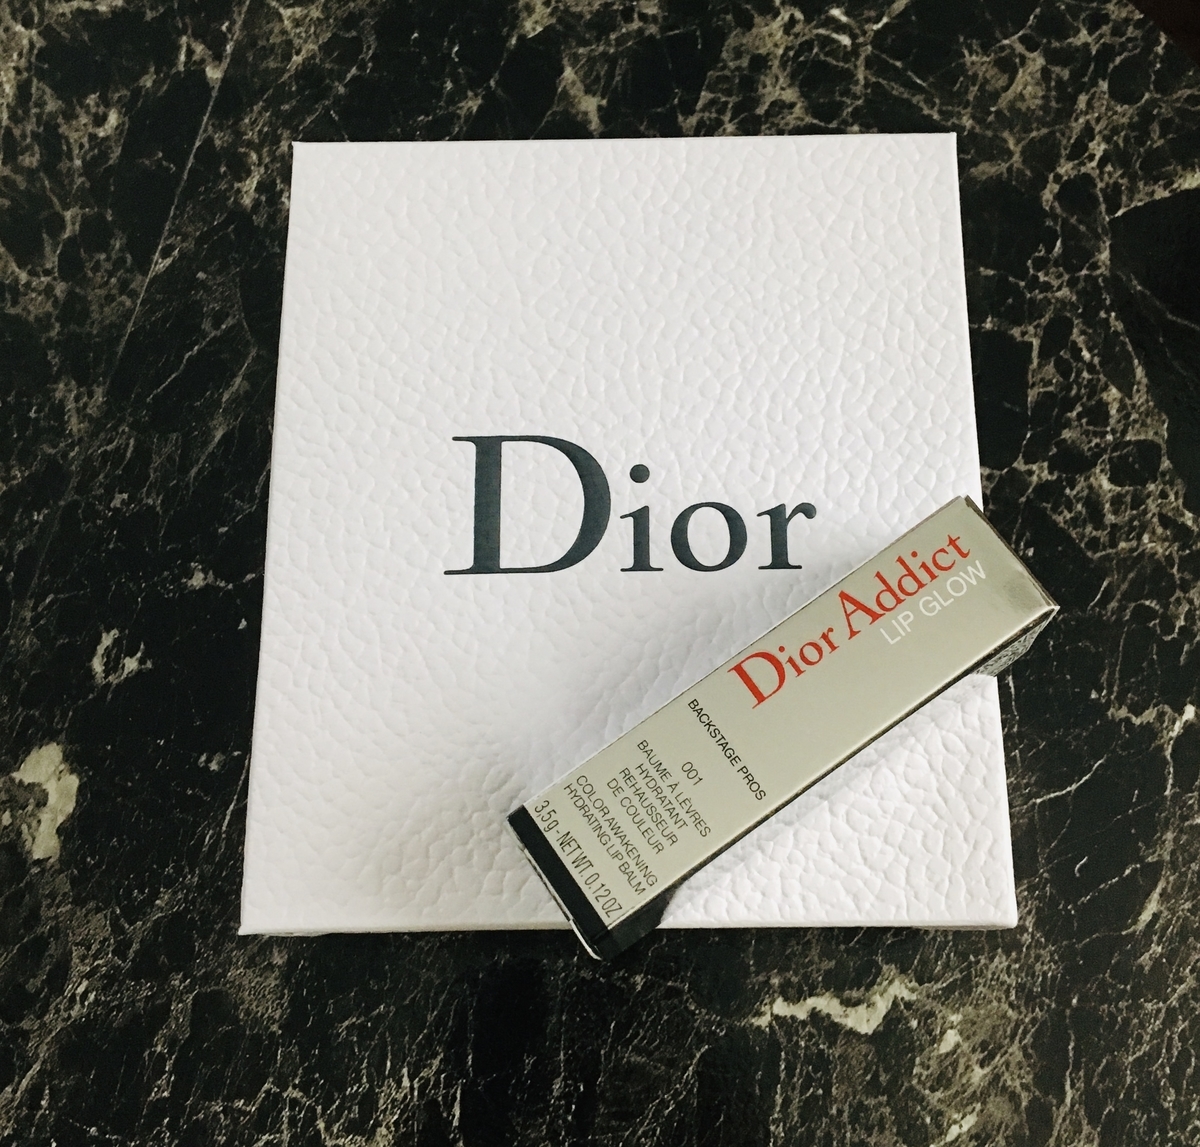 Dior
Dior Addict
LIP GLOW
BACKSTAGE PROS
001
BAUME À LÈVRES
HYDRATANT
REHAUSSEUR
DE COULEUR
COLOR AWAKENING
HYDRATING LIP BALM
3,5 g - NET WT. 0.12 OZ